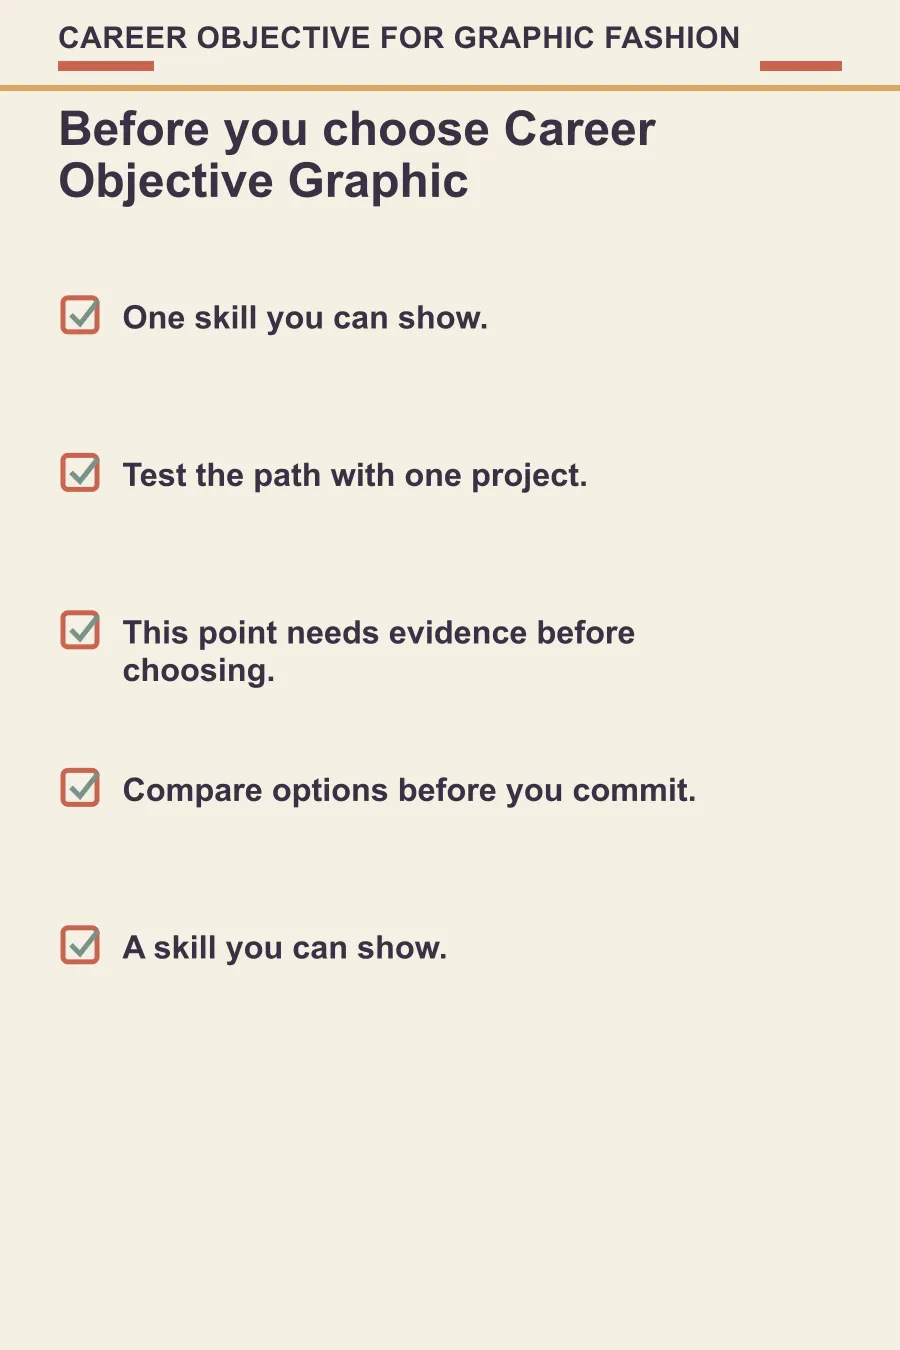 CAREER OBJECTIVE FOR GRAPHIC FASHION
Before you choose Career
Objective Graphic
One skill you can show.
Test the path with one project.
This point needs evidence before
choosing.
Compare options before you commit.
A skill you can show.